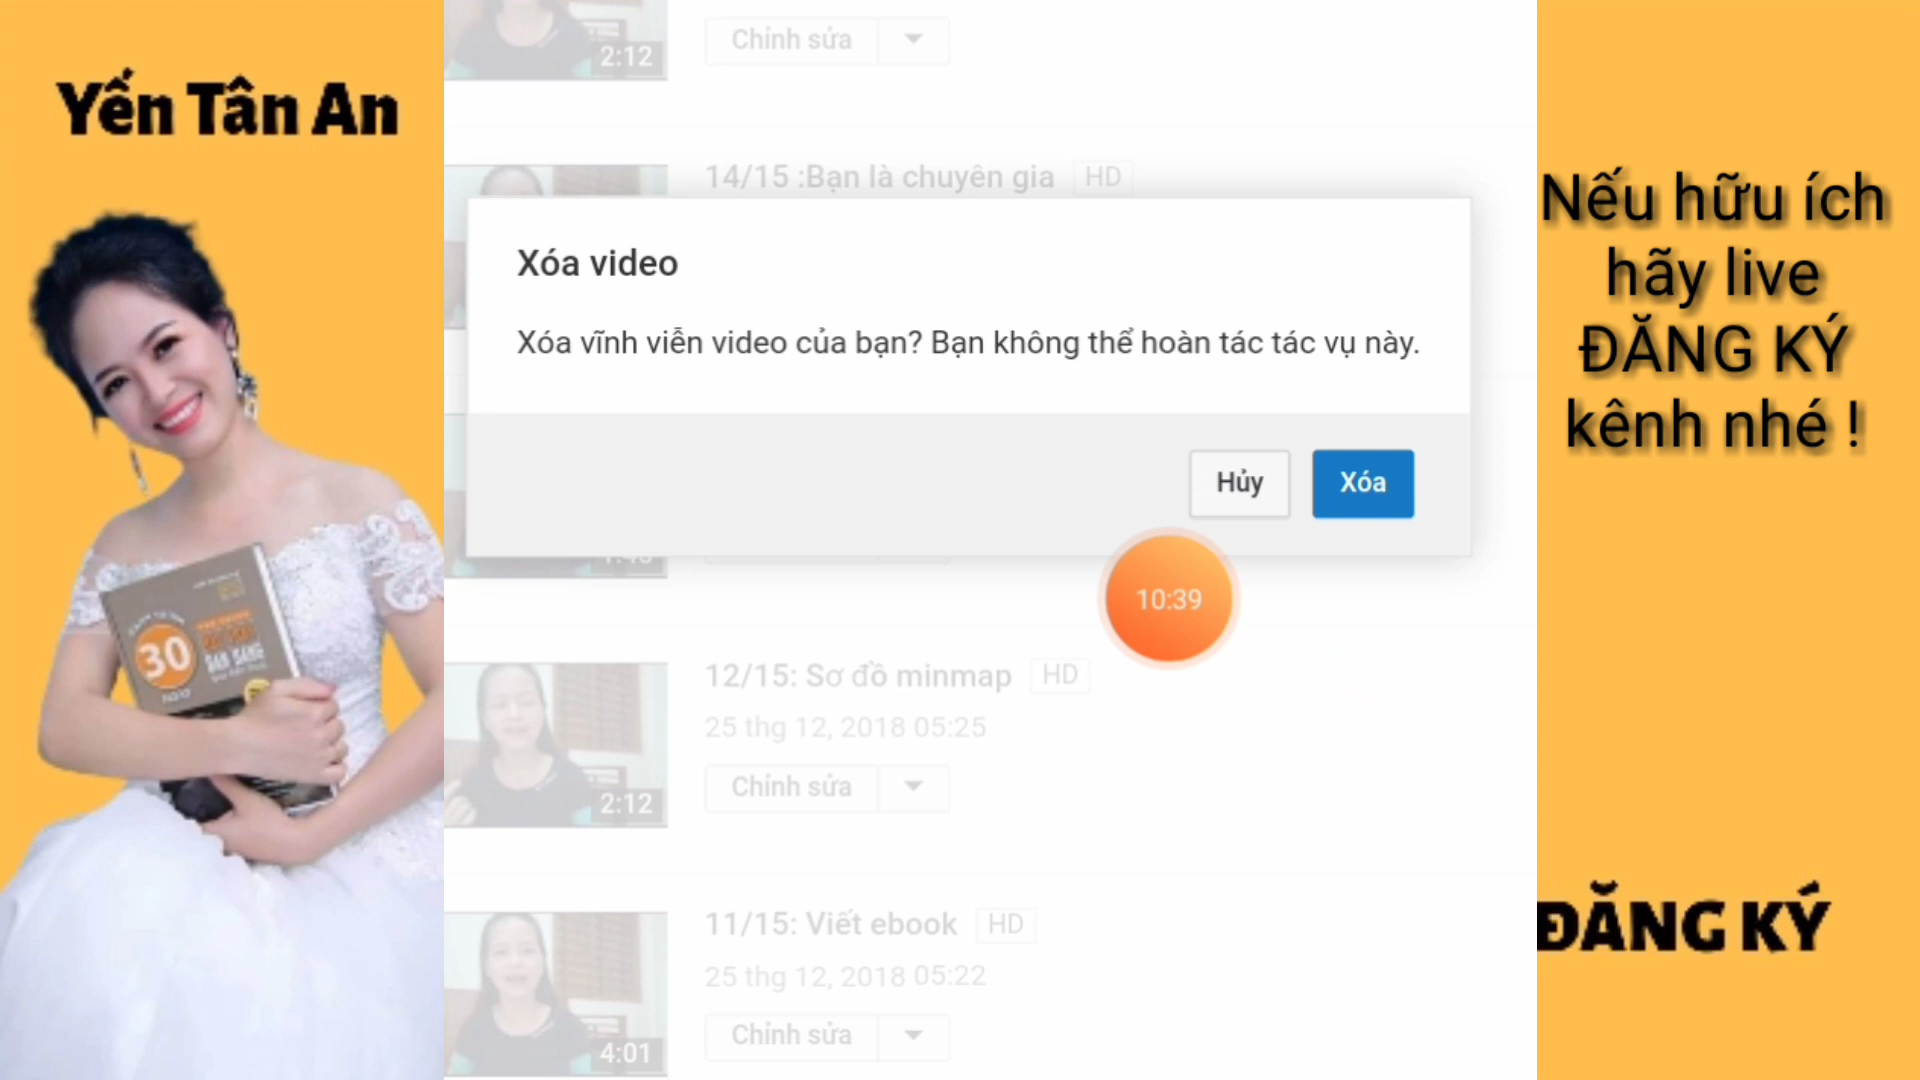 Yến Tân An
2:12
Chỉnh sửa
14/15 :Bạn là chuyên gia HD
Xóa video
Xóa vĩnh viễn video của bạn? Bạn không thể hoàn tác tác vụ này.
Hủy
Xóa
10:39
12/15: Sơ đồ minmap HD
25 thg 12, 2018 05:25
Chỉnh sửa
2:12
11/15: Viết ebook HD
25 thg 12, 2018 05:22
Chỉnh sửa
4:01
30
Nếu hữu ích
hãy live
ĐĂNG KÝ
kênh nhé !
ĐĂNG KÝ